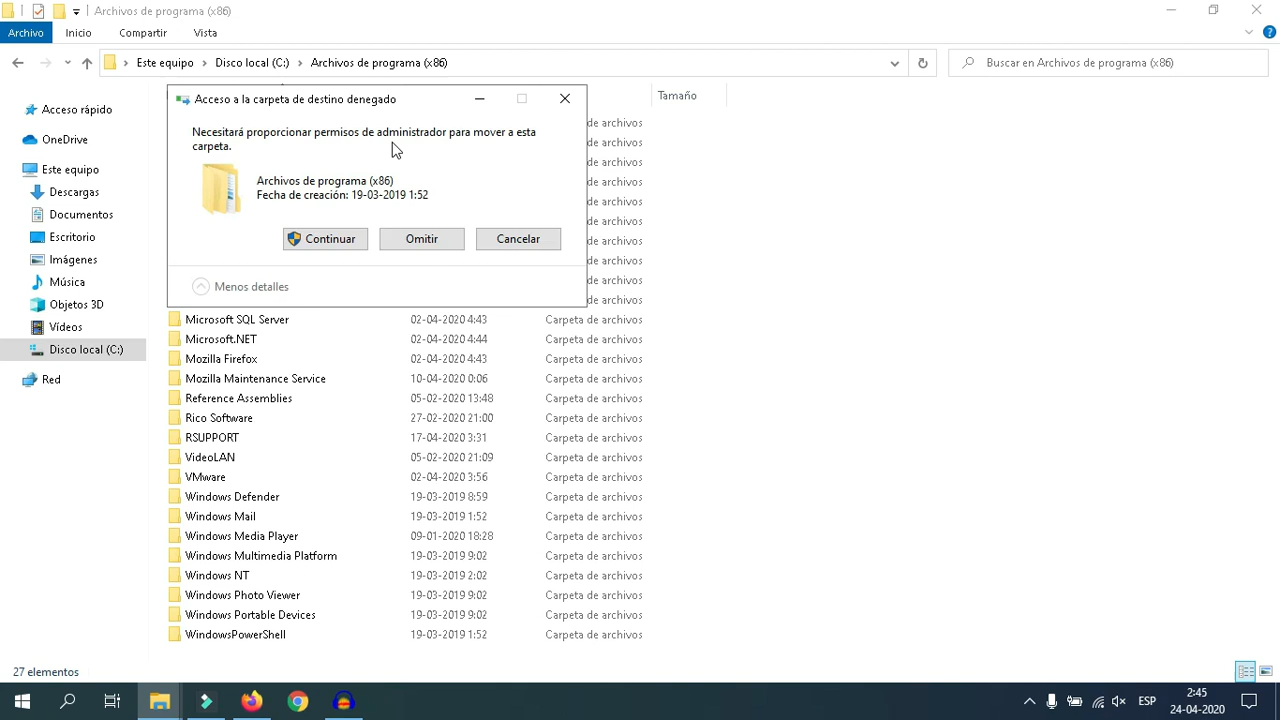 Archivos de programa (x86)
Archivo Inicio Compartir Vista
Este equipo Disco local (C:) Archivos de programa (x86) Buscar en Archivos de programa (x86)
Tamaño
Acceso a la carpeta de destino denegado
Necesitará proporcionar permisos de administrador para mover a esta
carpeta.
Archivos de programa (x86)
Fecha de creación: 19-03-2019 1:52
Continuar Omitir Cancelar
Menos detalles
Acceso rápido
OneDrive
Este equipo
Descargas
Documentos
Escritorio
Imágenes
Música
Objetos 3D
Vídeos
Disco local (C:)
Red
de archivos
de archivos
de archivos
de archivos
de archivos
de archivos
de archivos
de archivos
de archivos
de archivos
Microsoft SQL Server 02-04-2020 4:43 Carpeta de archivos
Microsoft.NET 02-04-2020 4:44 Carpeta de archivos
Mozilla Firefox 02-04-2020 4:43 Carpeta de archivos
Mozilla Maintenance Service 10-04-2020 0:06 Carpeta de archivos
Reference Assemblies 05-02-2020 13:48 Carpeta de archivos
Rico Software 27-02-2020 21:00 Carpeta de archivos
RSUPPORT 17-04-2020 3:31 Carpeta de archivos
VideoLAN 05-02-2020 21:09 Carpeta de archivos
VMware 02-04-2020 3:56 Carpeta de archivos
Windows Defender 19-03-2019 8:59 Carpeta de archivos
Windows Mail 19-03-2019 1:52 Carpeta de archivos
Windows Media Player 09-01-2020 18:28 Carpeta de archivos
Windows Multimedia Platform 19-03-2019 9:02 Carpeta de archivos
Windows NT 19-03-2019 2:02 Carpeta de archivos
Windows Photo Viewer 19-03-2019 9:02 Carpeta de archivos
Windows Portable Devices 19-03-2019 9:02 Carpeta de archivos
WindowsPowerShell 19-03-2019 1:52 Carpeta de archivos
27 elementos
ESP
2:45
24-04-2020